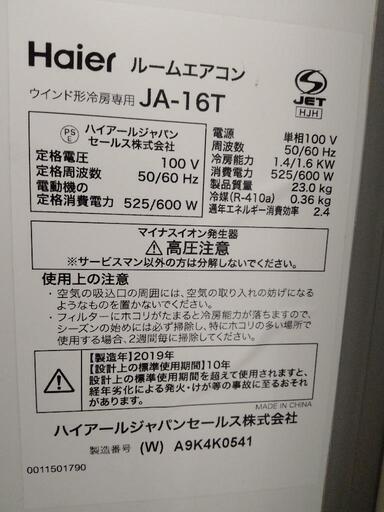 Haier ルームエアコン
ウインド形冷房専用 JA-16T
JET
HJH
PS
E
ハイアールジャパン
セールス株式会社
定格電圧 100 V
定格周波数 50/60 Hz
電動機の
定格消費電力 525/600 W
電源 単相100 V
周波数 50/60 Hz
冷房能力 1.4/1.6 KW
消費電力 525/600 W
製品質量 23.0 kg
冷媒(R-410a) 0.36 kg
通年エネルギー消費効率 2.4
マイナスイオン発生器
高圧注意
※サービスマン以外の方は分解しないでください。
使用上の注意
・空気の吸込口の周囲には、空気の取り入れの妨げになる
ようなものを置かないでください。
・フィルターにホコリがたまると冷房能力が落ちますので、
シーズンの始めには必ず掃除し、特にホコリの多い場所で
使用する場合、2週間毎に掃除してください。
【製造年】2019年
【設計上の標準使用期間】10年
設計上の標準使用期間を超えて使用されますと、
経年劣化による発火・けが等の事故に至るおそれ
があります。
MADE IN CHINA
ハイアールジャパンセールス株式会社
製造番号 (W) A9K4K0541
0011501790